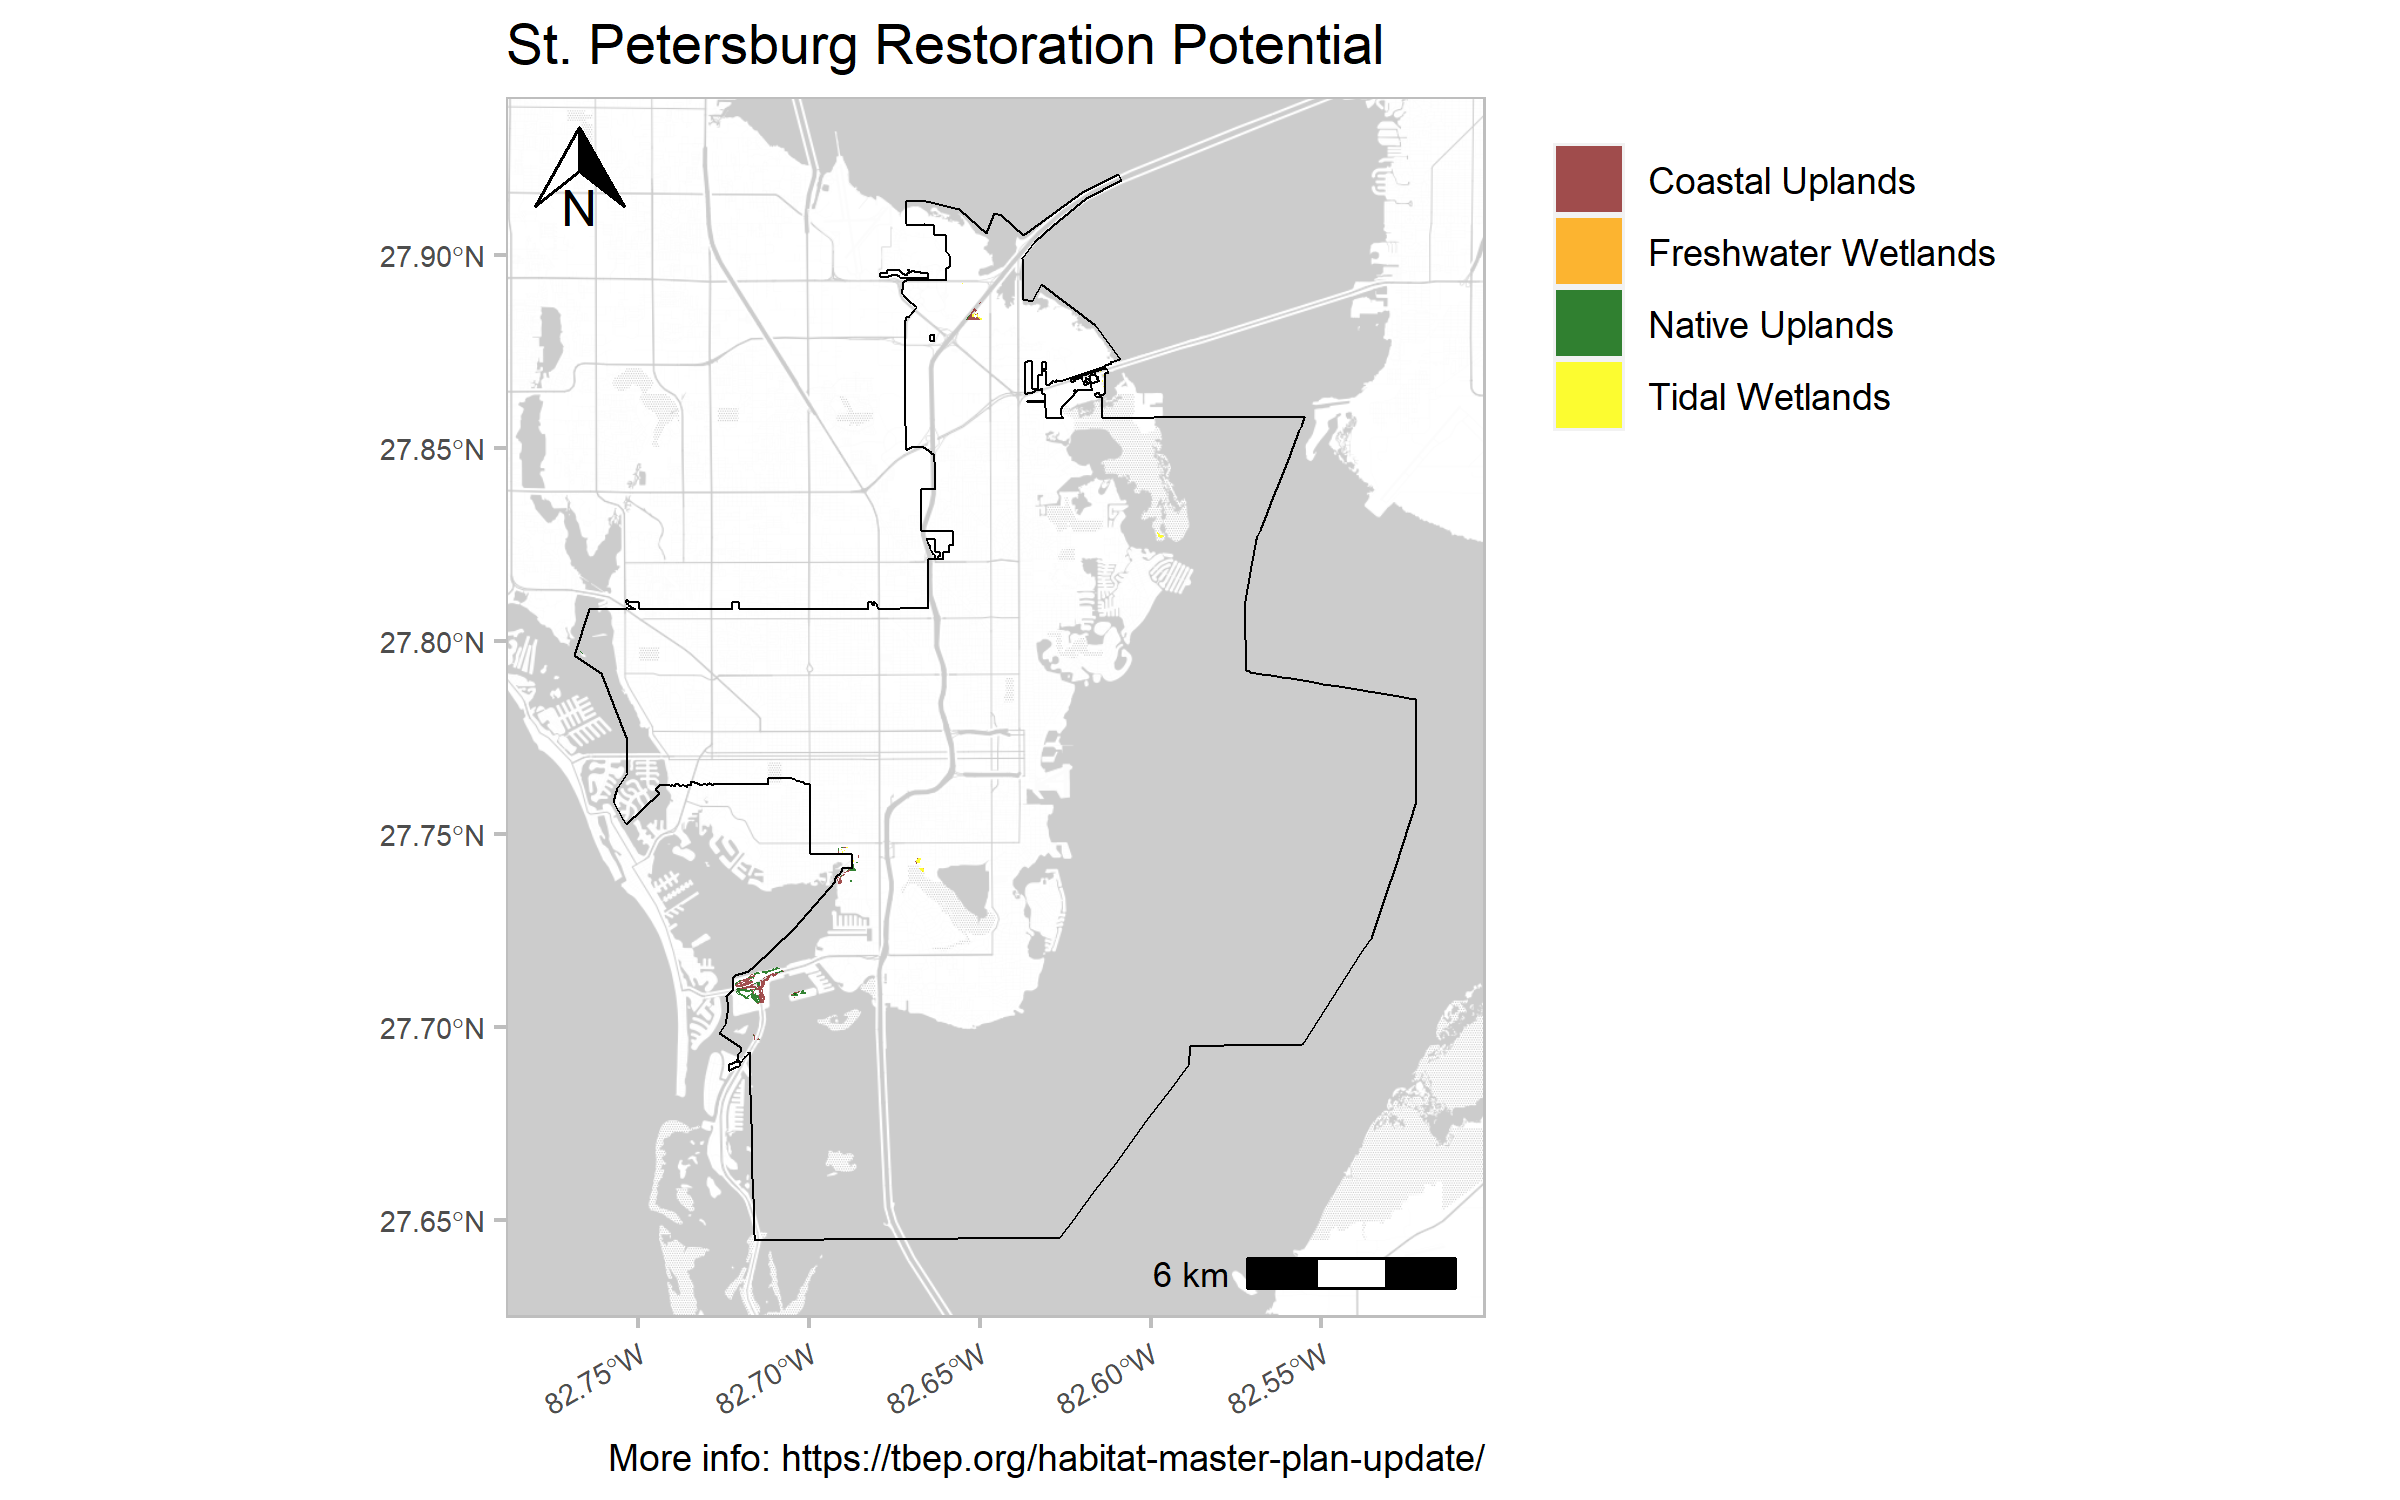 St. Petersburg Restoration Potential
N
Coastal Uplands
Freshwater Wetlands
Native Uplands
Tidal Wetlands
27.90°N
27.85°N
27.80°N
27.75°N
27.70°N
27.65°N
6 km
82.75°W
82.70°W
82.65°W
82.60°W
82.55°W
More info: https://tbep.org/habitat-master-plan-update/